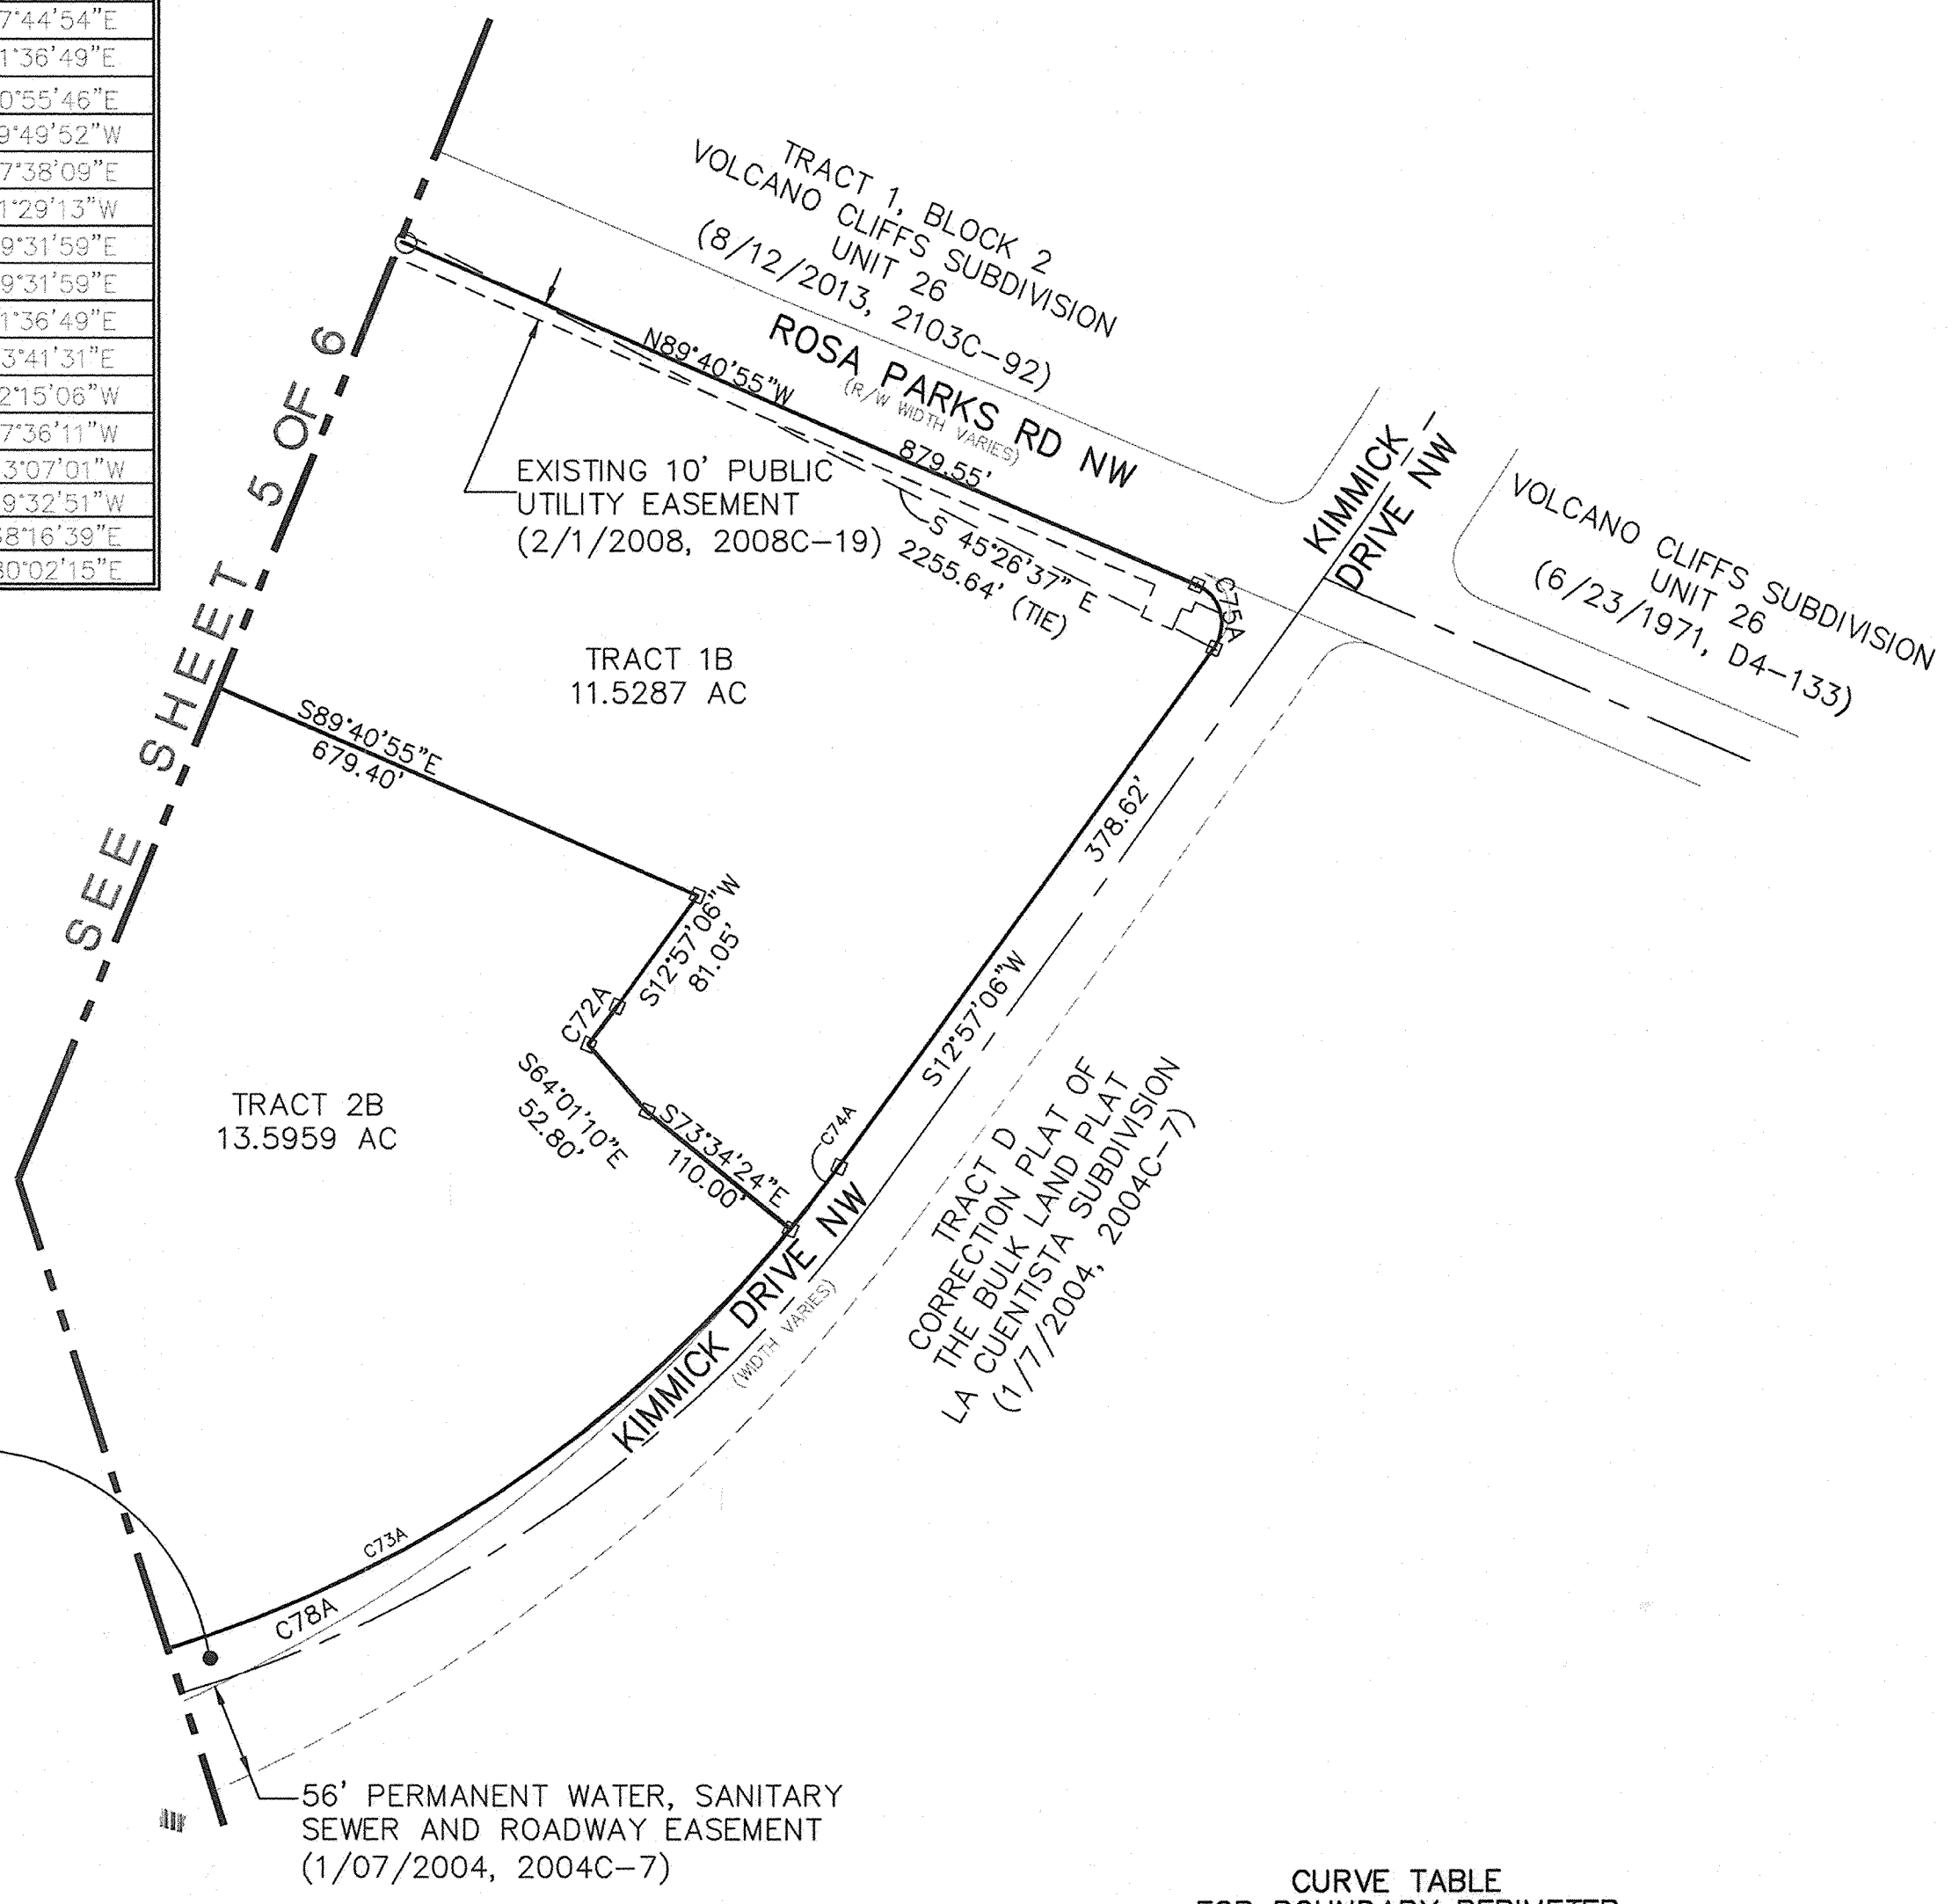 7°44'54"E
1°36'49"E
0°55'46"E
9°49'52"W
7°38'09"E
1°29'13"W
9°31'59"E
9°31'59"E
1°36'49"E
3°41'31"E
2°15'06"W
7°36'11"W
3°07'01"W
9°32'51"W
8°16'39"E
0°02'15"E
TRACT 1, BLOCK 2
VOLCANO CLIFFS SUBDIVISION
UNIT 26
(8/12/2013, 2103C-92)
ROSA PARKS RD NW
(R/W WIDTH VARIES)
N89°40'55"W
879.55'
EXISTING 10' PUBLIC
UTILITY EASEMENT
(2/1/2008, 2008C-19)
S 45°26'37" E
2255.64' (TIE)
C75A
KIMMICK
DRIVE NW
VOLCANO CLIFFS SUBDIVISION
UNIT 26
(6/23/1971, D4-133)
SEE SHEET 5 OF 6
TRACT 1B
11.5287 AC
S89°40'55"E
679.40'
378.62'
S12°57'06"W
S12°57'06"W
81.05'
C72A
S64°01'10"E
52.80'
S73°34'24"E
110.00'
C74A
TRACT 2B
13.5959 AC
TRACT D
CORRECTION PLAT OF
THE BULK LAND PLAT
LA CUENTISTA SUBDIVISION
(1/7/2004, 2004C-7)
KIMMICK DRIVE NW
(WIDTH VARIES)
C73A
C78A
56' PERMANENT WATER, SANITARY
SEWER AND ROADWAY EASEMENT
(1/07/2004, 2004C-7)
CURVE TABLE
FOR BOUNDARY PERIMETER